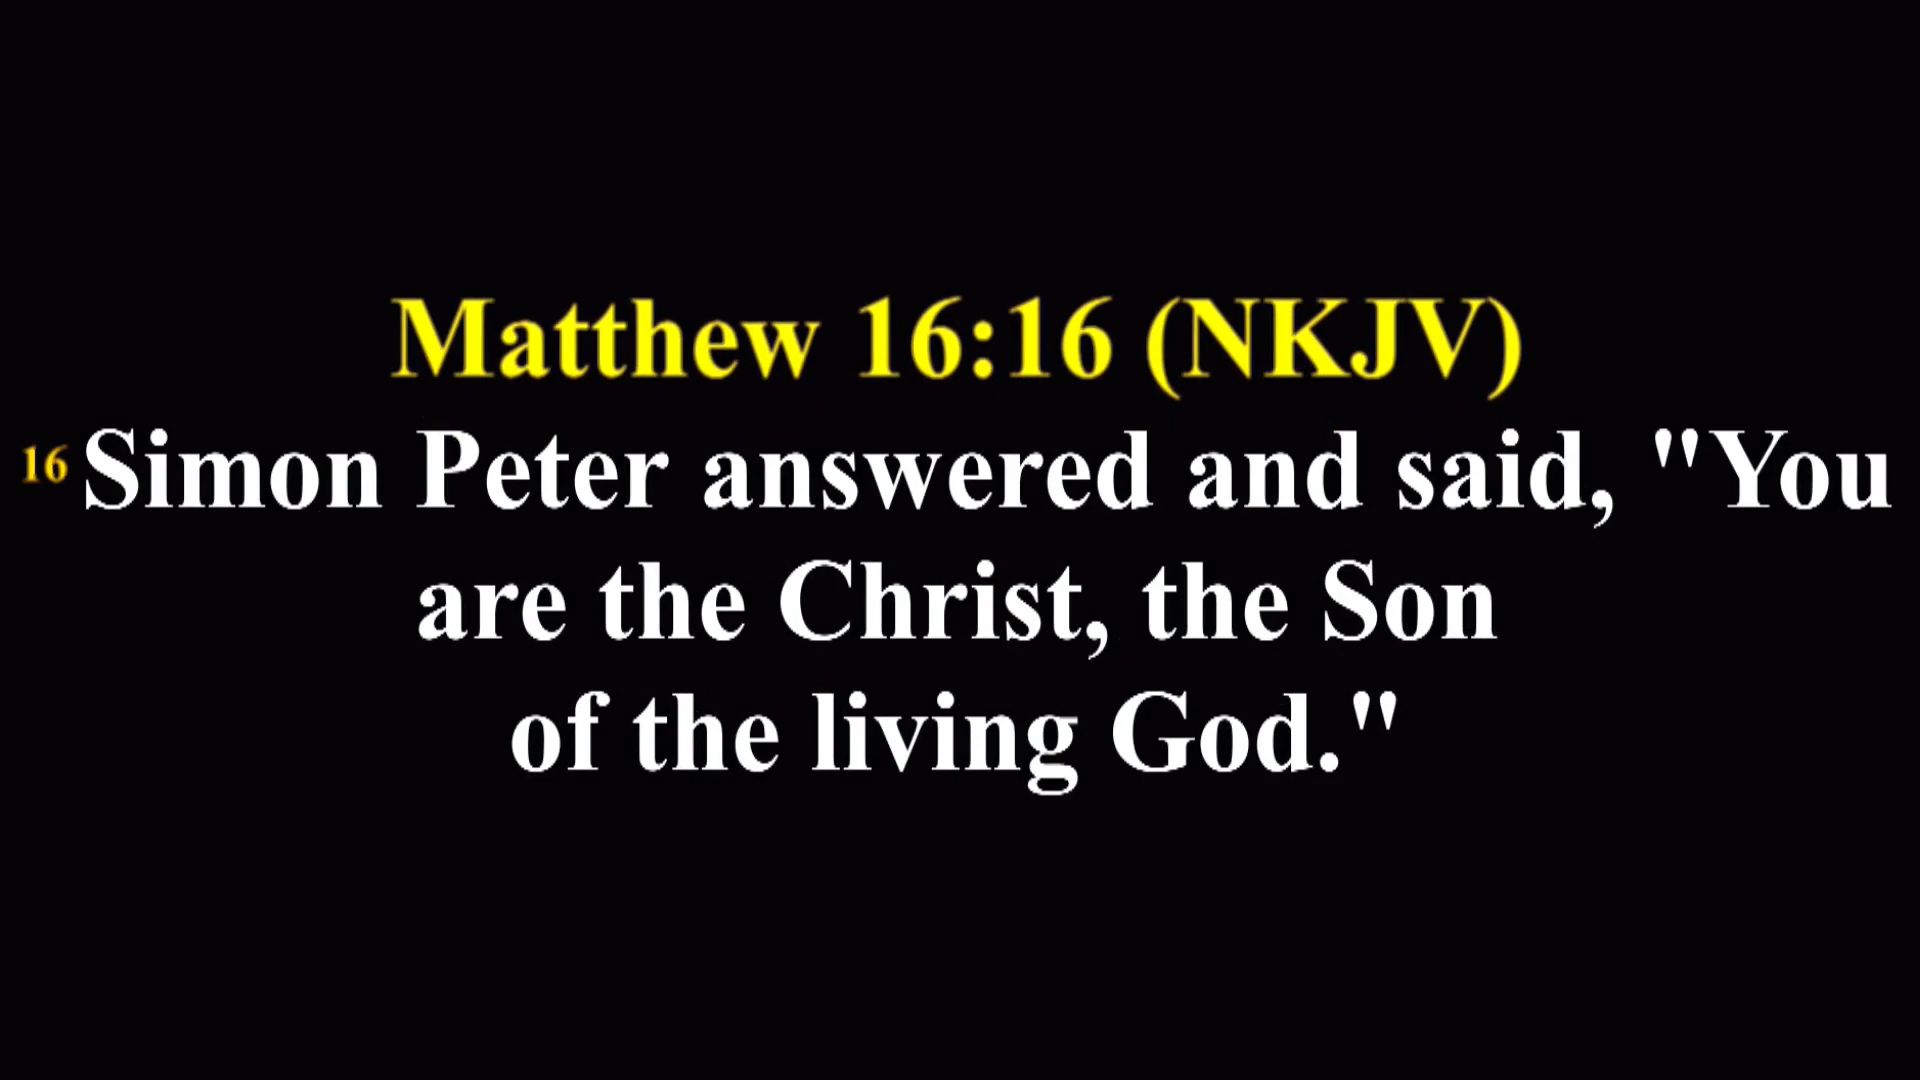 Matthew 16:16 (NKJV)
16 Simon Peter answered and said, "You
are the Christ, the Son
of the living God."